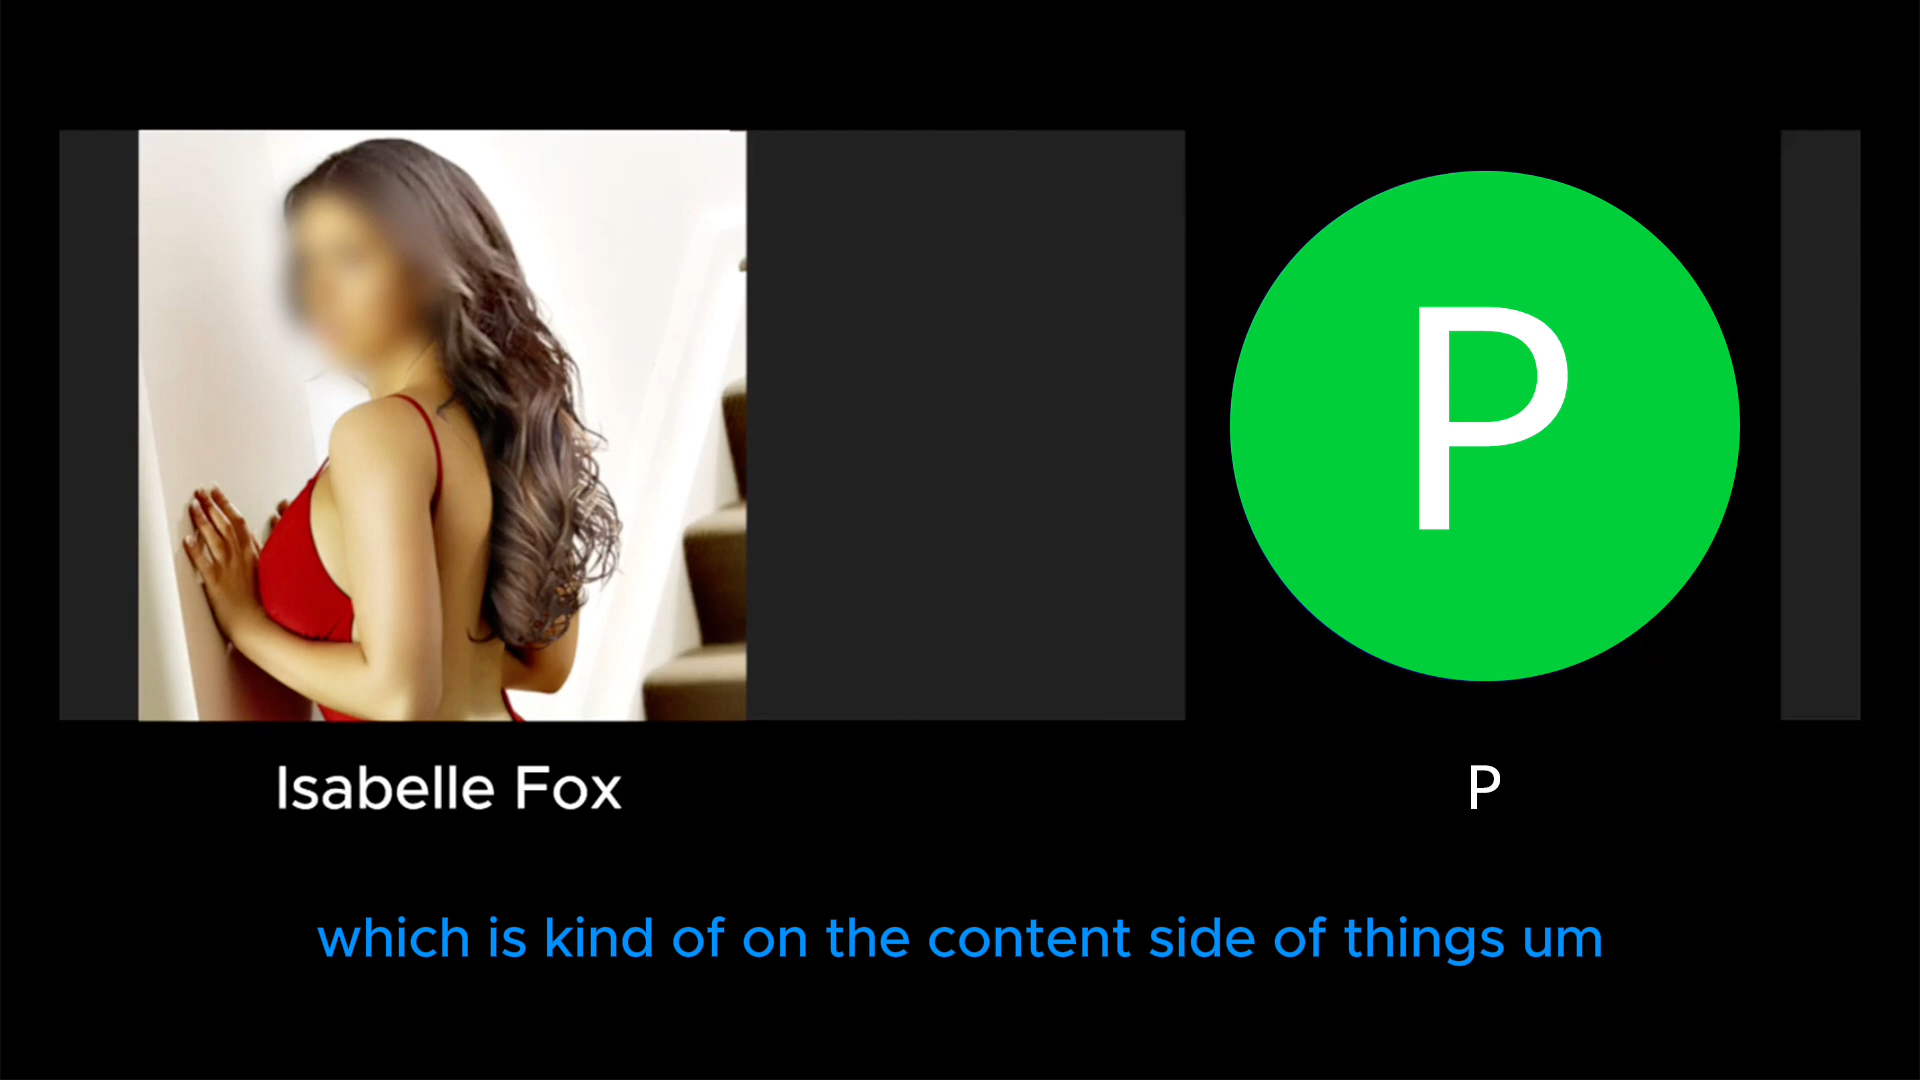 P
Isabelle Fox
P
which is kind of on the content side of things um